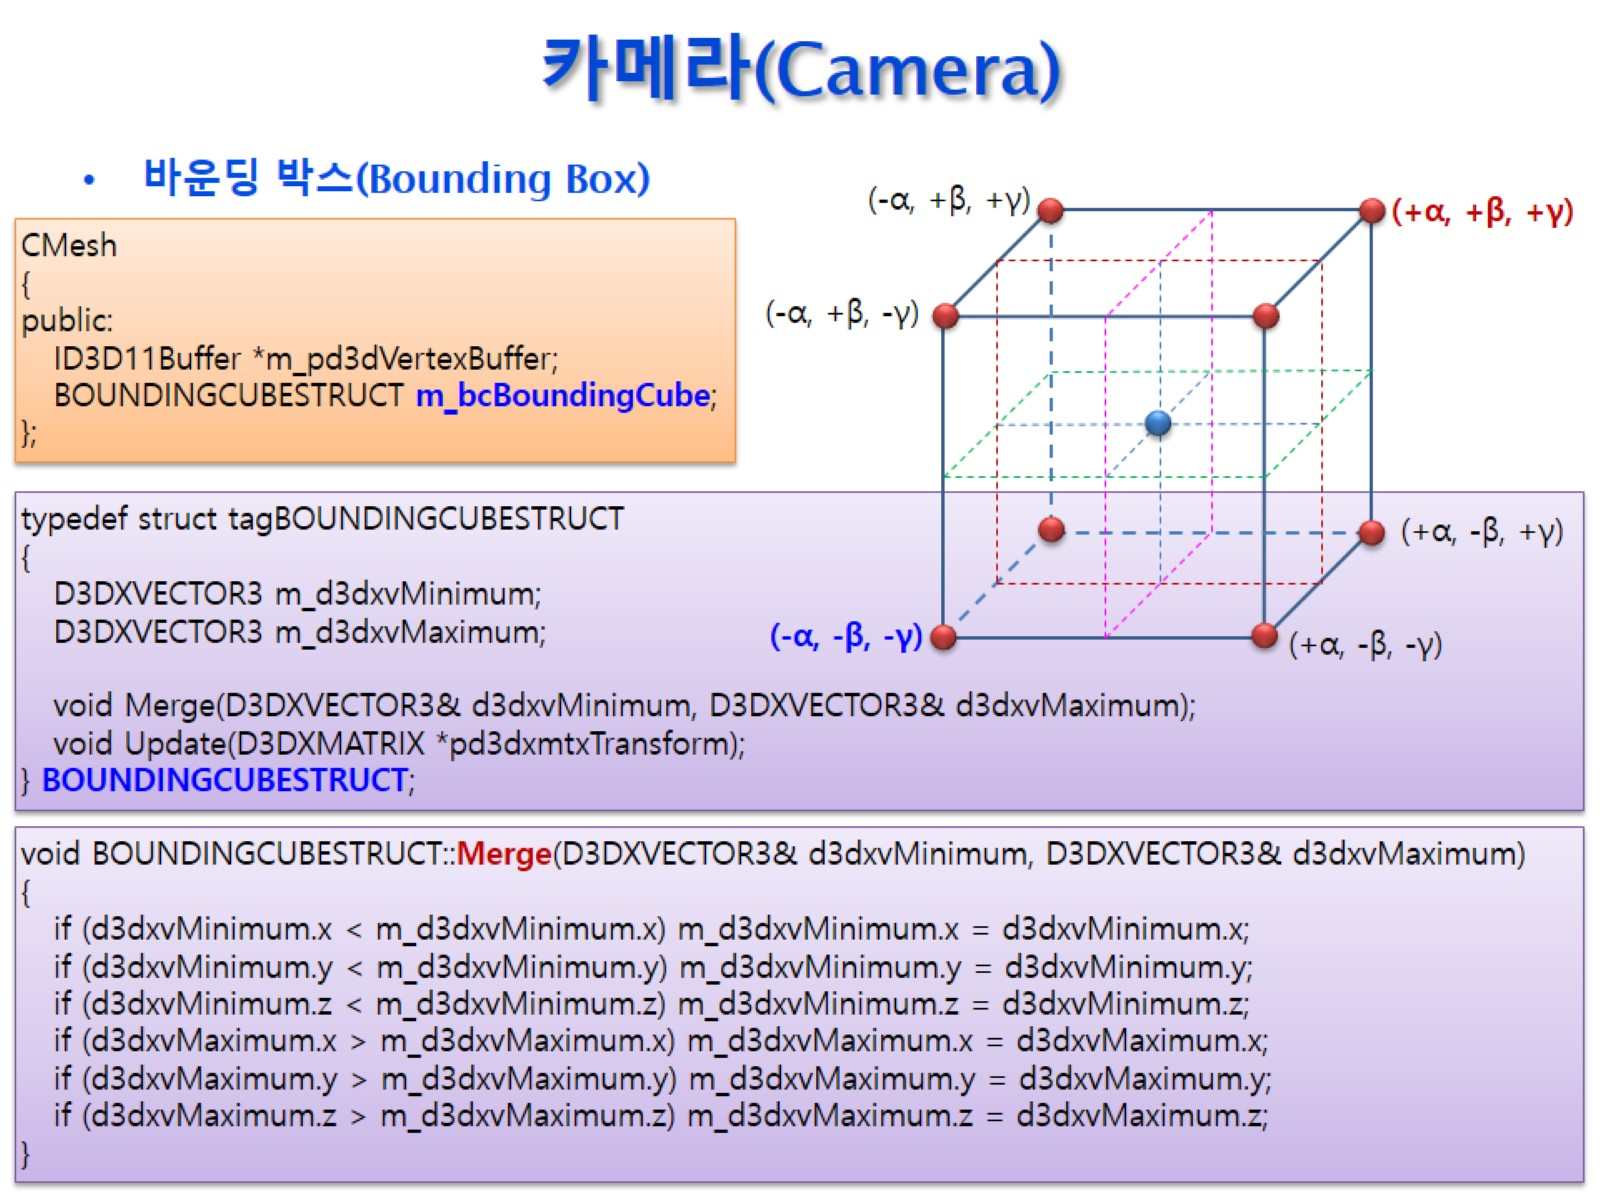 카메라(Camera)
• 바운딩 박스(Bounding Box)
CMesh
{
public:
ID3D11Buffer *m_pd3dVertexBuffer;
BOUNDINGCUBESTRUCT m_bcBoundingCube;
};
(-α, +β, +γ)
(+α, +β, +γ)
(-α, +β, -γ)
(+α, -β, +γ)
(-α, -β, -γ)
(+α, -β, -γ)
typedef struct tagBOUNDINGCUBESTRUCT
{
D3DXVECTOR3 m_d3dxvMinimum;
D3DXVECTOR3 m_d3dxvMaximum;
void Merge(D3DXVECTOR3& d3dxvMinimum, D3DXVECTOR3& d3dxvMaximum);
void Update(D3DXMATRIX *pd3dxmtxTransform);
} BOUNDINGCUBESTRUCT;
void BOUNDINGCUBESTRUCT::Merge(D3DXVECTOR3& d3dxvMinimum, D3DXVECTOR3& d3dxvMaximum)
{
if (d3dxvMinimum.x < m_d3dxvMinimum.x) m_d3dxvMinimum.x = d3dxvMinimum.x;
if (d3dxvMinimum.y < m_d3dxvMinimum.y) m_d3dxvMinimum.y = d3dxvMinimum.y;
if (d3dxvMinimum.z < m_d3dxvMinimum.z) m_d3dxvMinimum.z = d3dxvMinimum.z;
if (d3dxvMaximum.x > m_d3dxvMaximum.x) m_d3dxvMaximum.x = d3dxvMaximum.x;
if (d3dxvMaximum.y > m_d3dxvMaximum.y) m_d3dxvMaximum.y = d3dxvMaximum.y;
if (d3dxvMaximum.z > m_d3dxvMaximum.z) m_d3dxvMaximum.z = d3dxvMaximum.z;
}